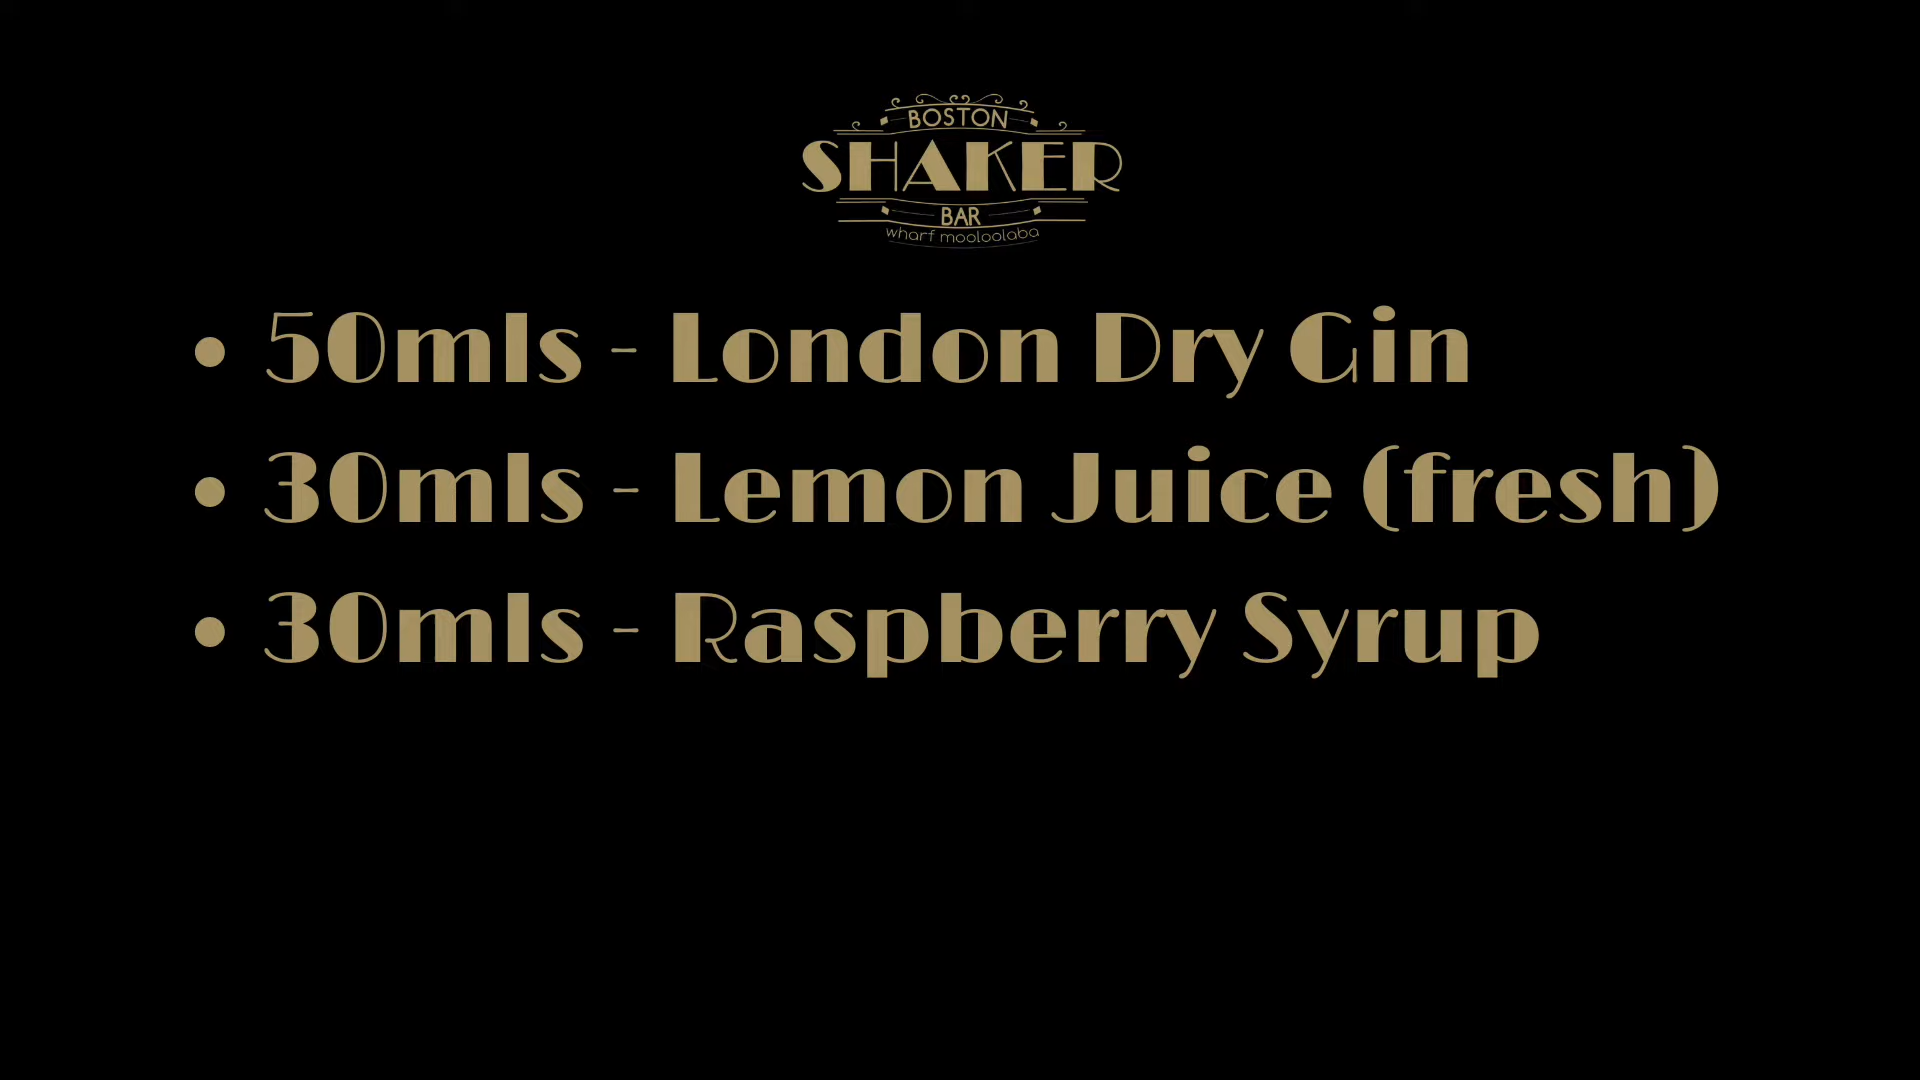 BOSTON
SHAKER
BAR
wharf mooloolaba
• 50mls - London Dry Gin
• 30mls - Lemon Juice (fresh)
• 30mls - Raspberry Syrup